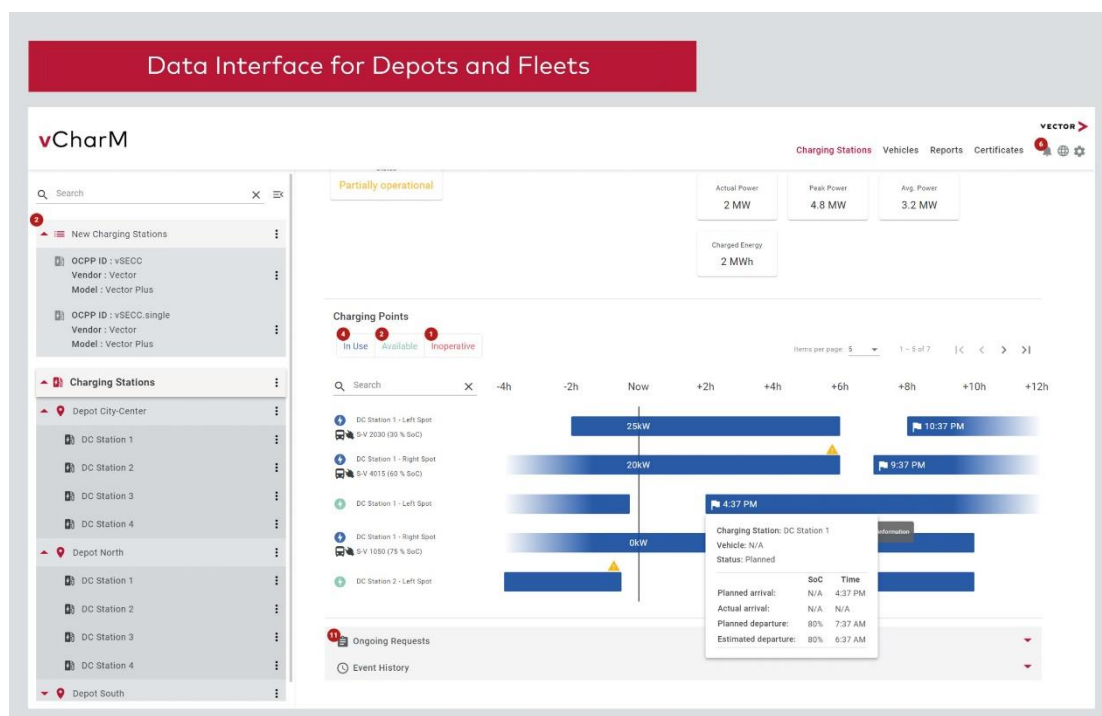 Data Interface for Depots and Fleets
VECTOR
vCharM
Charging Stations Vehicles Reports Certificates 6
Search
2
New Charging Stations
OCPP ID : vSECC
Vendor : Vector
Model : Vector Plus
OCPP ID : vSECC.single
Vendor : Vector
Model : Vector Plus
Charging Stations
Depot City-Center
DC Station 1
DC Station 2
DC Station 3
DC Station 4
Depot North
DC Station 1
DC Station 2
DC Station 3
DC Station 4
Depot South
Partially operational
Actual Power
2 MW
Peak Power
4.8 MW
Avg. Power
3.2 MW
Charged Energy
2 MWh
Charging Points
4 2 1
In Use Available Inoperative
Items per page: 5 1 – 5 of 7
Search -4h -2h Now +2h +4h +6h +8h +10h +12h
DC Station 1 - Left Spot
S-V 2030 (30 % SoC)
25kW 10:37 PM
DC Station 1 - Right Spot
S-V 4015 (60 % SoC)
20kW 9:37 PM
DC Station 1 - Left Spot
4:37 PM
DC Station 1 - Right Spot
S-V 1050 (75 % SoC)
0kW
DC Station 2 - Left Spot
Charging Station: DC Station 1
Vehicle: N/A
Status: Planned
SoC Time
Planned arrival: N/A 4:37 PM
Actual arrival: N/A N/A
Planned departure: 80% 7:37 AM
Estimated departure: 80% 6:37 AM
11
Ongoing Requests
Event History